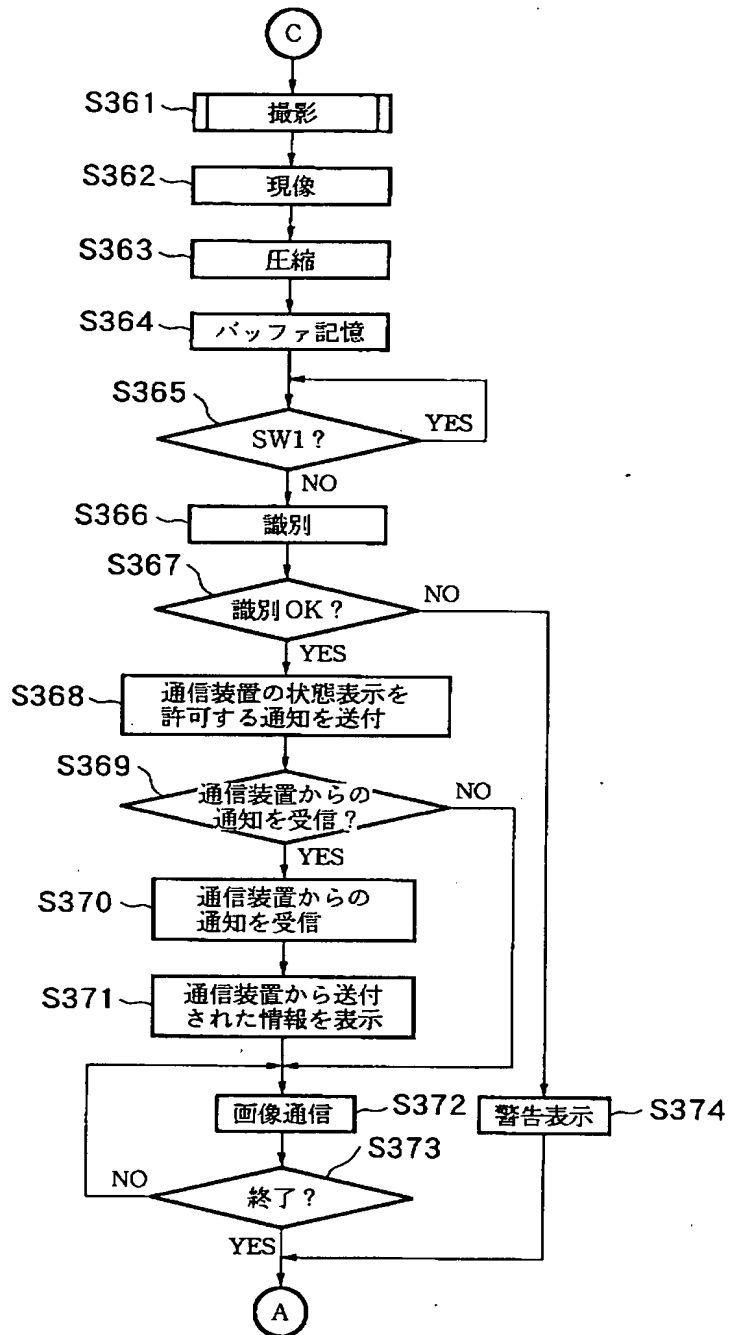 C
S361
撮影
S362
現像
S363
圧縮
S364
バッファ記憶
S365
SW1?
YES
NO
S366
識別
S367
識別OK?
NO
YES
S368
通信装置の状態表示を
許可する通知を送付
S369
通信装置からの
通知を受信?
NO
YES
S370
通信装置からの
通知を受信
S371
通信装置から送付
された情報を表示
画像通信
S372
警告表示
S374
S373
終了?
NO
YES
A